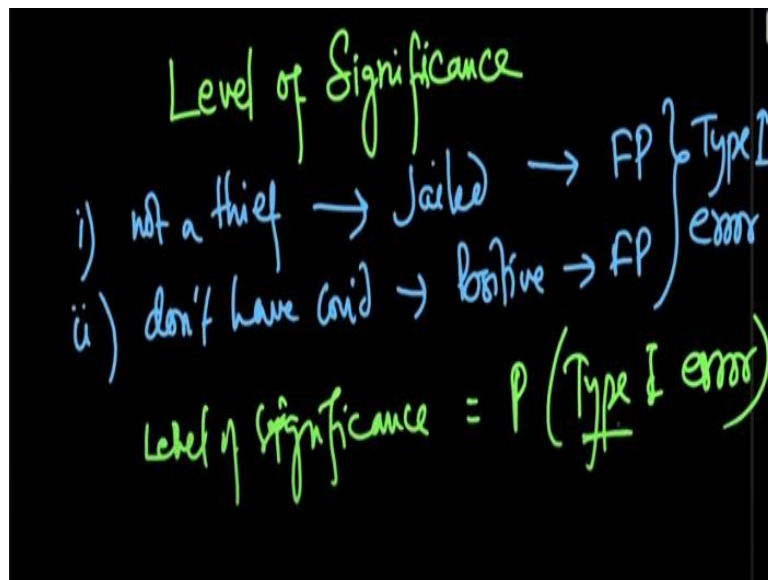 Level of Significance
i) not a thief → Jailed → FP } Type I
ii) don't have covid → Positive → FP } error
Level of Significance = P (Type I error)